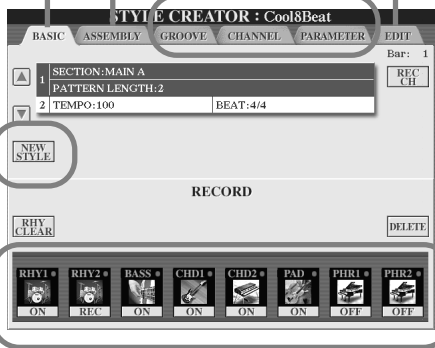 STYLE CREATOR : Cool8Beat
BASIC ASSEMBLY GROOVE CHANNEL PARAMETER EDIT
Bar: 1
1 SECTION:MAIN A
PATTERN LENGTH:2
REC CH
2 TEMPO:100 BEAT:4/4
NEW STYLE
RECORD
RHY CLEAR
DELETE
RHY1 RHY2 BASS CHD1 CHD2 PAD PHR1 PHR2
ON REC ON ON ON ON OFF OFF